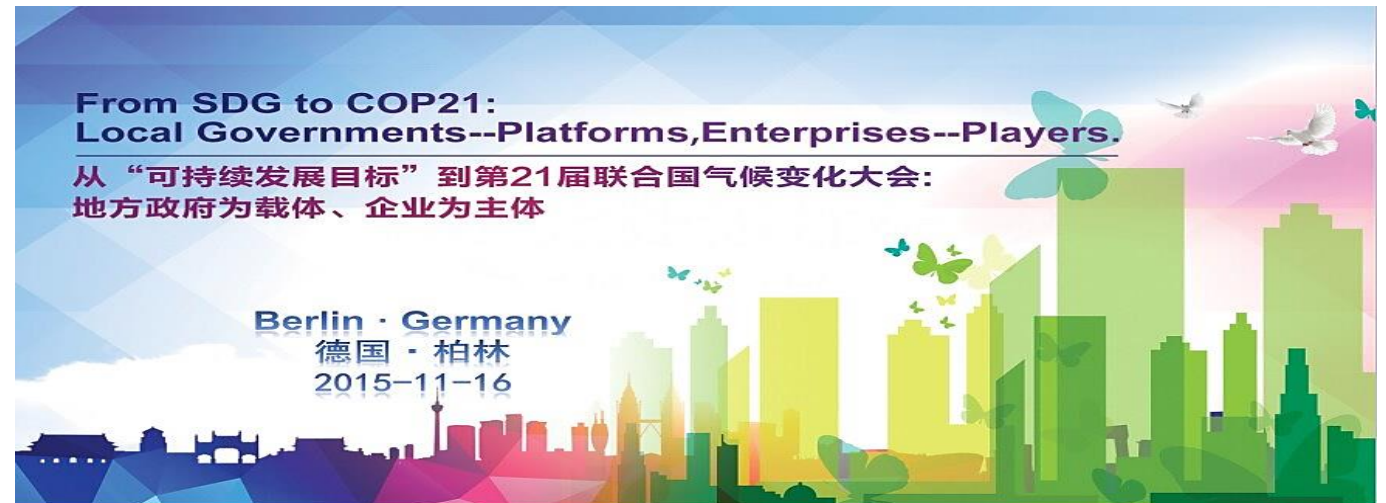 From SDG to COP21:
Local Governments--Platforms,Enterprises--Players.
从“可持续发展目标”到第21届联合国气候变化大会:
地方政府为载体、企业为主体
Berlin · Germany
德国 · 柏林
2015-11-16